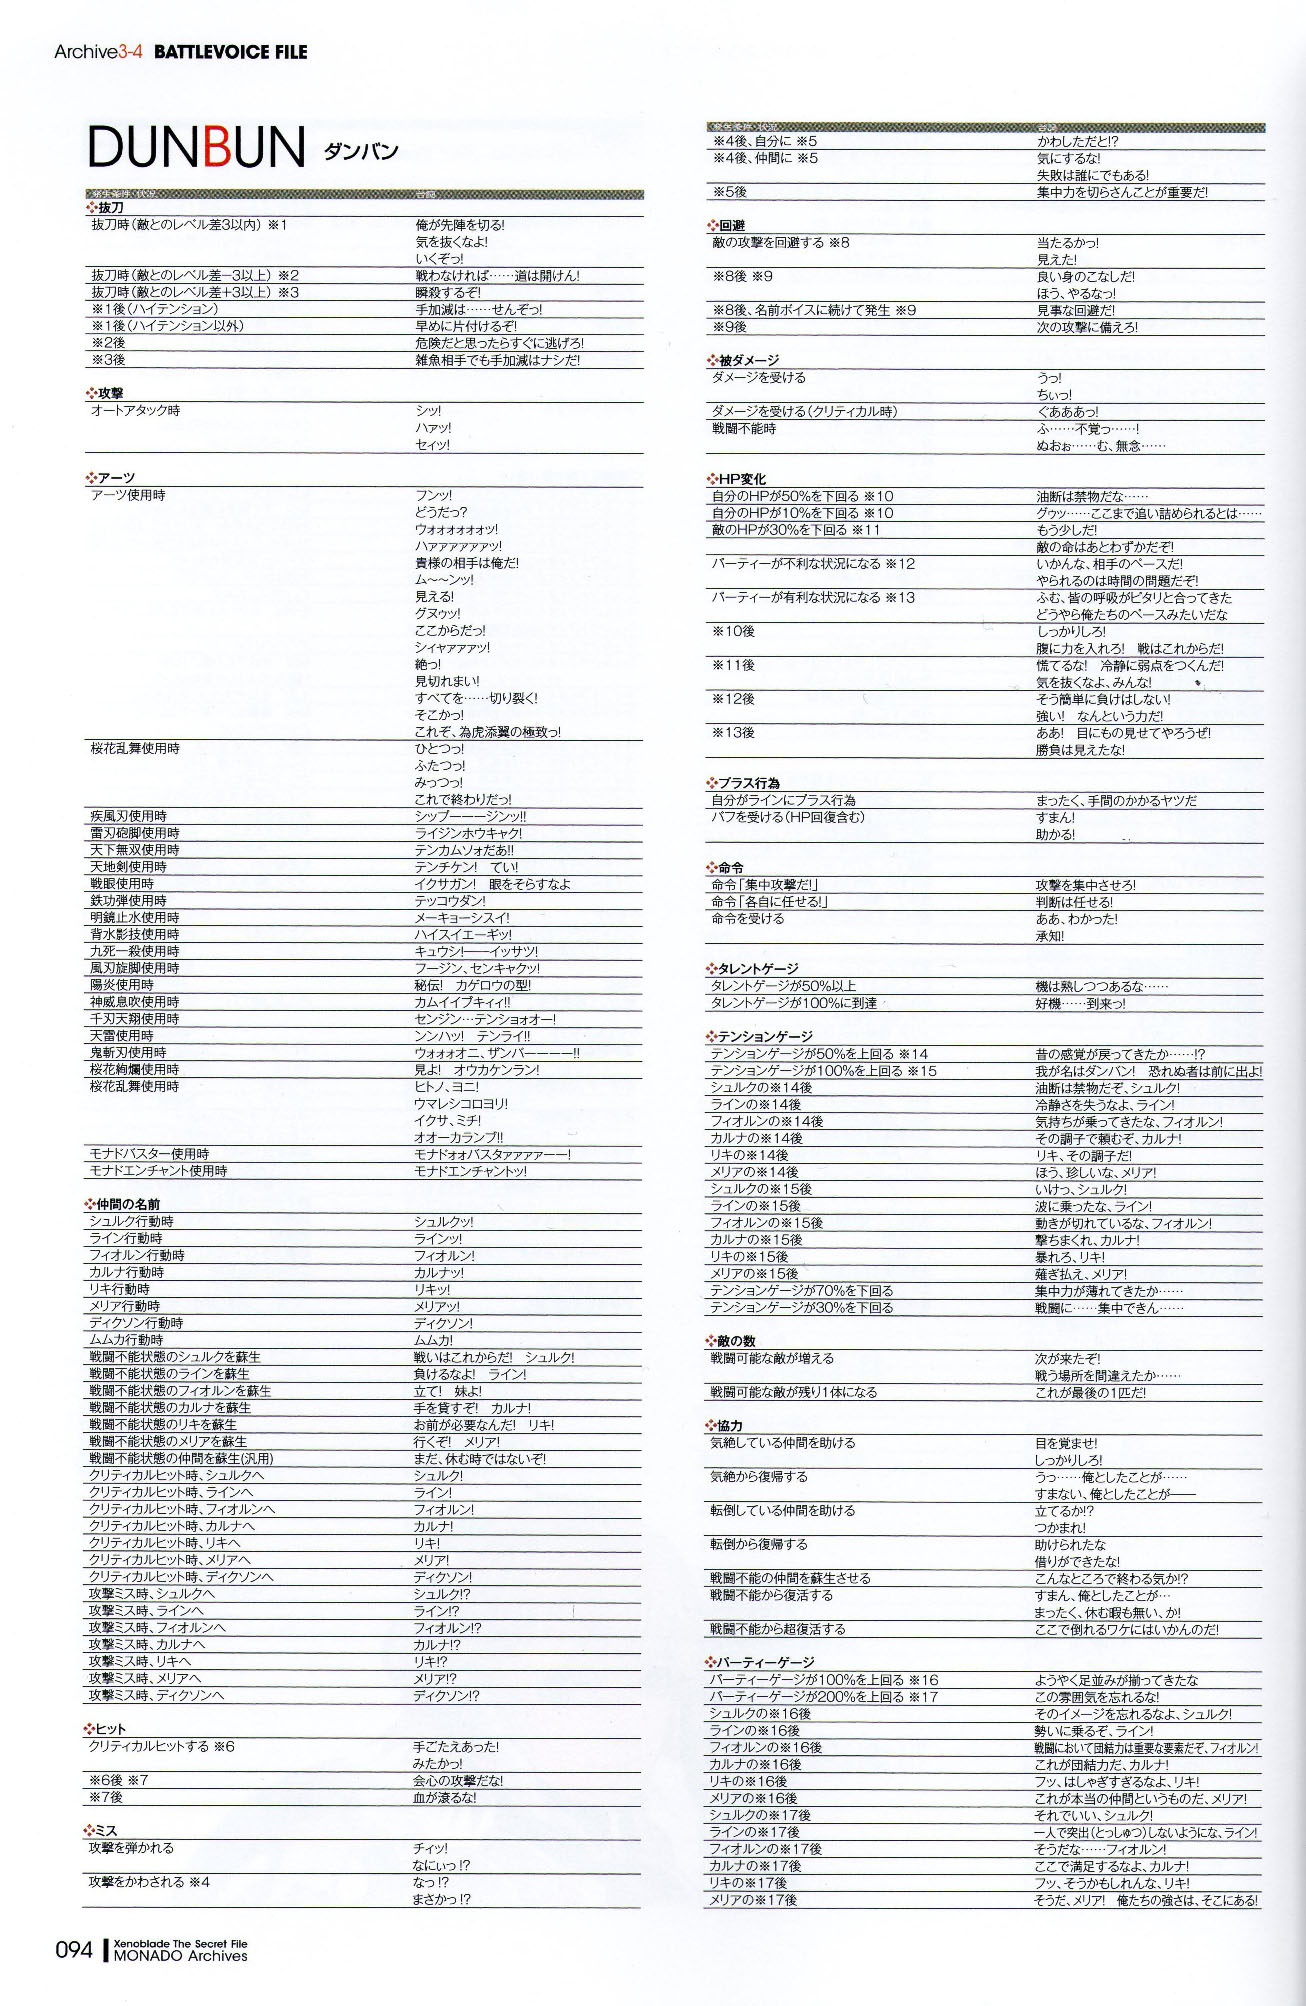 Archive3-4 BATTLEVOICE FILE
DUNBUN ダンバン
発生条件・状況 台詞
抜刀
抜刀時(敵とのレベル差3以内) ※1 俺が先陣を切る!
気を抜くなよ!
いくぞっ!
抜刀時(敵とのレベル差−3以上) ※2 戦わなければ……道は開けん!
抜刀時(敵とのレベル差+3以上) ※3 瞬殺するぞ!
※1後(ハイテンション) 手加減は……せんぞっ!
※1後(ハイテンション以外) 早めに片付けるぞ!
※2後 危険だと思ったらすぐに逃げろ!
※3後 雑魚相手でも手加減はナシだ!
攻撃
オートアタック時 シッ!
ハァッ!
セイッ!
アーツ
アーツ使用時 フンッ!
どうだっ?
ウォオオオオッ!
ハァアアアアアッ!
貴様の相手は俺だ!
ム〜〜ンッ!
見える!
グヌゥッ!
ここからだっ!
シィヤァァァッ!
絶っ!
見切れまい!
すべてを……切り裂く!
そこかっ!
これぞ、為虎添翼の極致っ!
桜花乱舞使用時 ひとつっ!
ふたつっ!
みっつっ!
これで終わりだっ!
疾風刃使用時 シップーーージンッ!!
雷刃砲脚使用時 ライジンホウキャク!
天下無双使用時 テンカムソォだあ!!
天地剣使用時 テンチケン! てい!
戦眼使用時 イクサガン! 眼をそらすなよ
鉄功弾使用時 テッコウダン!
明鏡止水使用時 メーキョーシスイ!
背水影技使用時 ハイスイエーギッ!
九死一殺使用時 キュウシ!――イッサツ!
風刃旋脚使用時 フージン、センキャクッ!
陽炎使用時 秘伝! カゲロウの型!
神威息吹使用時 カムイイブキィィ!!
千刃天翔使用時 センジン…テンショォオー!
天雷使用時 ンンハッ! テンライ!!
鬼斬刃使用時 ウォォォオニ、ザンバーーーー!!
桜花絢爛使用時 見よ! オウカケンラン!
桜花乱舞使用時 ヒトノ、ヨニ!
ウマレシコロヨリ!
イクサ、ミチ!
オオーカランブ!!
モナドバスター使用時 モナドォォバスタァァァァーー!
モナドエンチャント使用時 モナドエンチャントッ!
仲間の名前
シュルク行動時 シュルクッ!
ライン行動時 ラインッ!
フィオルン行動時 フィオルン!
カルナ行動時 カルナッ!
リキ行動時 リキッ!
メリア行動時 メリアッ!
ディクソン行動時 ディクソン!
ムムカ行動時 ムムカ!
戦闘不能状態のシュルクを蘇生 戦いはこれからだ! シュルク!
戦闘不能状態のラインを蘇生 負けるなよ! ライン!
戦闘不能状態のフィオルンを蘇生 立て! 妹よ!
戦闘不能状態のカルナを蘇生 手を貸すぞ! カルナ!
戦闘不能状態のリキを蘇生 お前が必要なんだ! リキ!
戦闘不能状態のメリアを蘇生 行くぞ! メリア!
戦闘不能状態の仲間を蘇生(汎用) まだ、休む時ではないぞ!
クリティカルヒット時、シュルクへ シュルク!
クリティカルヒット時、ラインへ ライン!
クリティカルヒット時、フィオルンへ フィオルン!
クリティカルヒット時、カルナへ カルナ!
クリティカルヒット時、リキへ リキ!
クリティカルヒット時、メリアへ メリア!
クリティカルヒット時、ディクソンへ ディクソン!
攻撃ミス時、シュルクへ シュルク!?
攻撃ミス時、ラインへ ライン!?
攻撃ミス時、フィオルンへ フィオルン!?
攻撃ミス時、カルナへ カルナ!?
攻撃ミス時、リキへ リキ!?
攻撃ミス時、メリアへ メリア!?
攻撃ミス時、ディクソンへ ディクソン!?
ヒット
クリティカルヒットする ※6 手ごたえあった!
みたかっ!
※6後 ※7 会心の攻撃だな!
※7後 血が滾るな!
ミス
攻撃を弾かれる チィッ!
なにぃっ!?
攻撃をかわされる ※4 なっ!?
まさかっ!?
発生条件・状況 台詞
※4後、自分に ※5 かわしただと!?
※4後、仲間に ※5 気にするな!
失敗は誰にでもある!
※5後 集中力を切らさんことが重要だ!
回避
敵の攻撃を回避する ※8 当たるかっ!
見えた!
※8後 ※9 良い身のこなしだ!
ほう、やるなっ!
※8後、名前ボイスに続けて発生 ※9 見事な回避だ!
※9後 次の攻撃に備えろ!
被ダメージ
ダメージを受ける うっ!
ちぃっ!
ダメージを受ける(クリティカル時) ぐあああっ!
戦闘不能時 ふ……不覚っ……!
ぬおぉ……む、無念……
HP変化
自分のHPが50%を下回る ※10 油断は禁物だな……
自分のHPが10%を下回る ※10 グゥッ……ここまで追い詰められるとは……
敵のHPが30%を下回る ※11 もう少しだ!
敵の命はあとわずかだぞ!
パーティーが不利な状況になる ※12 いかんな、相手のペースだ!
やられるのは時間の問題だぞ!
パーティーが有利な状況になる ※13 ふむ、皆の呼吸がピタリと合ってきた
どうやら俺たちのペースみたいだな
※10後 しっかりしろ!
腹に力を入れろ! 戦はこれからだ!
※11後 慌てるな! 冷静に弱点をつくんだ!
気を抜くなよ、みんな!
※12後 そう簡単に負けはしない!
強い! なんという力だ!
※13後 ああ! 目にもの見せてやろうぜ!
勝負は見えたな!
プラス行為
自分がラインにプラス行為 まったく、手間のかかるヤツだ
バフを受ける(HP回復含む) すまん!
助かる!
命令
命令「集中攻撃だ!」 攻撃を集中させろ!
命令「各自に任せる!」 判断は任せる!
命令を受ける ああ、わかった!
承知!
タレントゲージ
タレントゲージが50%以上 機は熟しつつあるな……
タレントゲージが100%に到達 好機……到来っ!
テンションゲージ
テンションゲージが50%を上回る ※14 昔の感覚が戻ってきたか……!?
テンションゲージが100%を上回る ※15 我が名はダンバン! 恐れぬ者は前に出よ!
シュルクの※14後 油断は禁物だぞ、シュルク!
ラインの※14後 冷静さを失うなよ、ライン!
フィオルンの※14後 気持ちが乗ってきたな、フィオルン!
カルナの※14後 その調子で頼むぞ、カルナ!
リキの※14後 リキ、その調子だ!
メリアの※14後 ほう、珍しいな、メリア!
シュルクの※15後 いけっ、シュルク!
ラインの※15後 波に乗ったな、ライン!
フィオルンの※15後 動きが切れているな、フィオルン!
カルナの※15後 撃ちまくれ、カルナ!
リキの※15後 暴れろ、リキ!
メリアの※15後 薙ぎ払え、メリア!
テンションゲージが70%を下回る 集中力が薄れてきたか……
テンションゲージが30%を下回る 戦闘に……集中できん……
敵の数
戦闘可能な敵が増える 次が来たぞ!
戦う場所を間違えたか……
戦闘可能な敵が残り1体になる これが最後の1匹だ!
協力
気絶している仲間を助ける 目を覚ませ!
しっかりしろ!
気絶から復帰する うっ……俺としたことが……
すまない、俺としたことが――
転倒している仲間を助ける 立てるか!?
つかまれ!
転倒から復帰する 助けられたな
借りができたな!
戦闘不能の仲間を蘇生させる こんなところで終わる気か!?
戦闘不能から復活する すまん、俺としたことが…
まったく、休む暇も無い、か!
戦闘不能から超復活する ここで倒れるワケにはいかんのだ!
パーティーゲージ
パーティーゲージが100%を上回る ※16 ようやく足並みが揃ってきたな
パーティーゲージが200%を上回る ※17 この雰囲気を忘れるな!
シュルクの※16後 そのイメージを忘れるなよ、シュルク!
ラインの※16後 勢いに乗るぞ、ライン!
フィオルンの※16後 戦闘において団結力は重要な要素だぞ、フィオルン!
カルナの※16後 これが団結力だ、カルナ!
リキの※16後 フッ、はしゃぎすぎるなよ、リキ!
メリアの※16後 これが本当の仲間というものだ、メリア!
シュルクの※17後 それでいい、シュルク!
ラインの※17後 一人で突出(とっしゅつ)しないようにな、ライン!
フィオルンの※17後 そうだな……フィオルン!
カルナの※17後 ここで満足するなよ、カルナ!
リキの※17後 フッ、そうかもしれんな、リキ!
メリアの※17後 そうだ、メリア! 俺たちの強さは、そこにある!
094 Xenoblade The Secret File
MONADO Archives